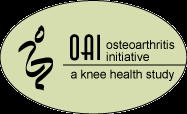 OAI osteoarthritis
initiative
a knee health study